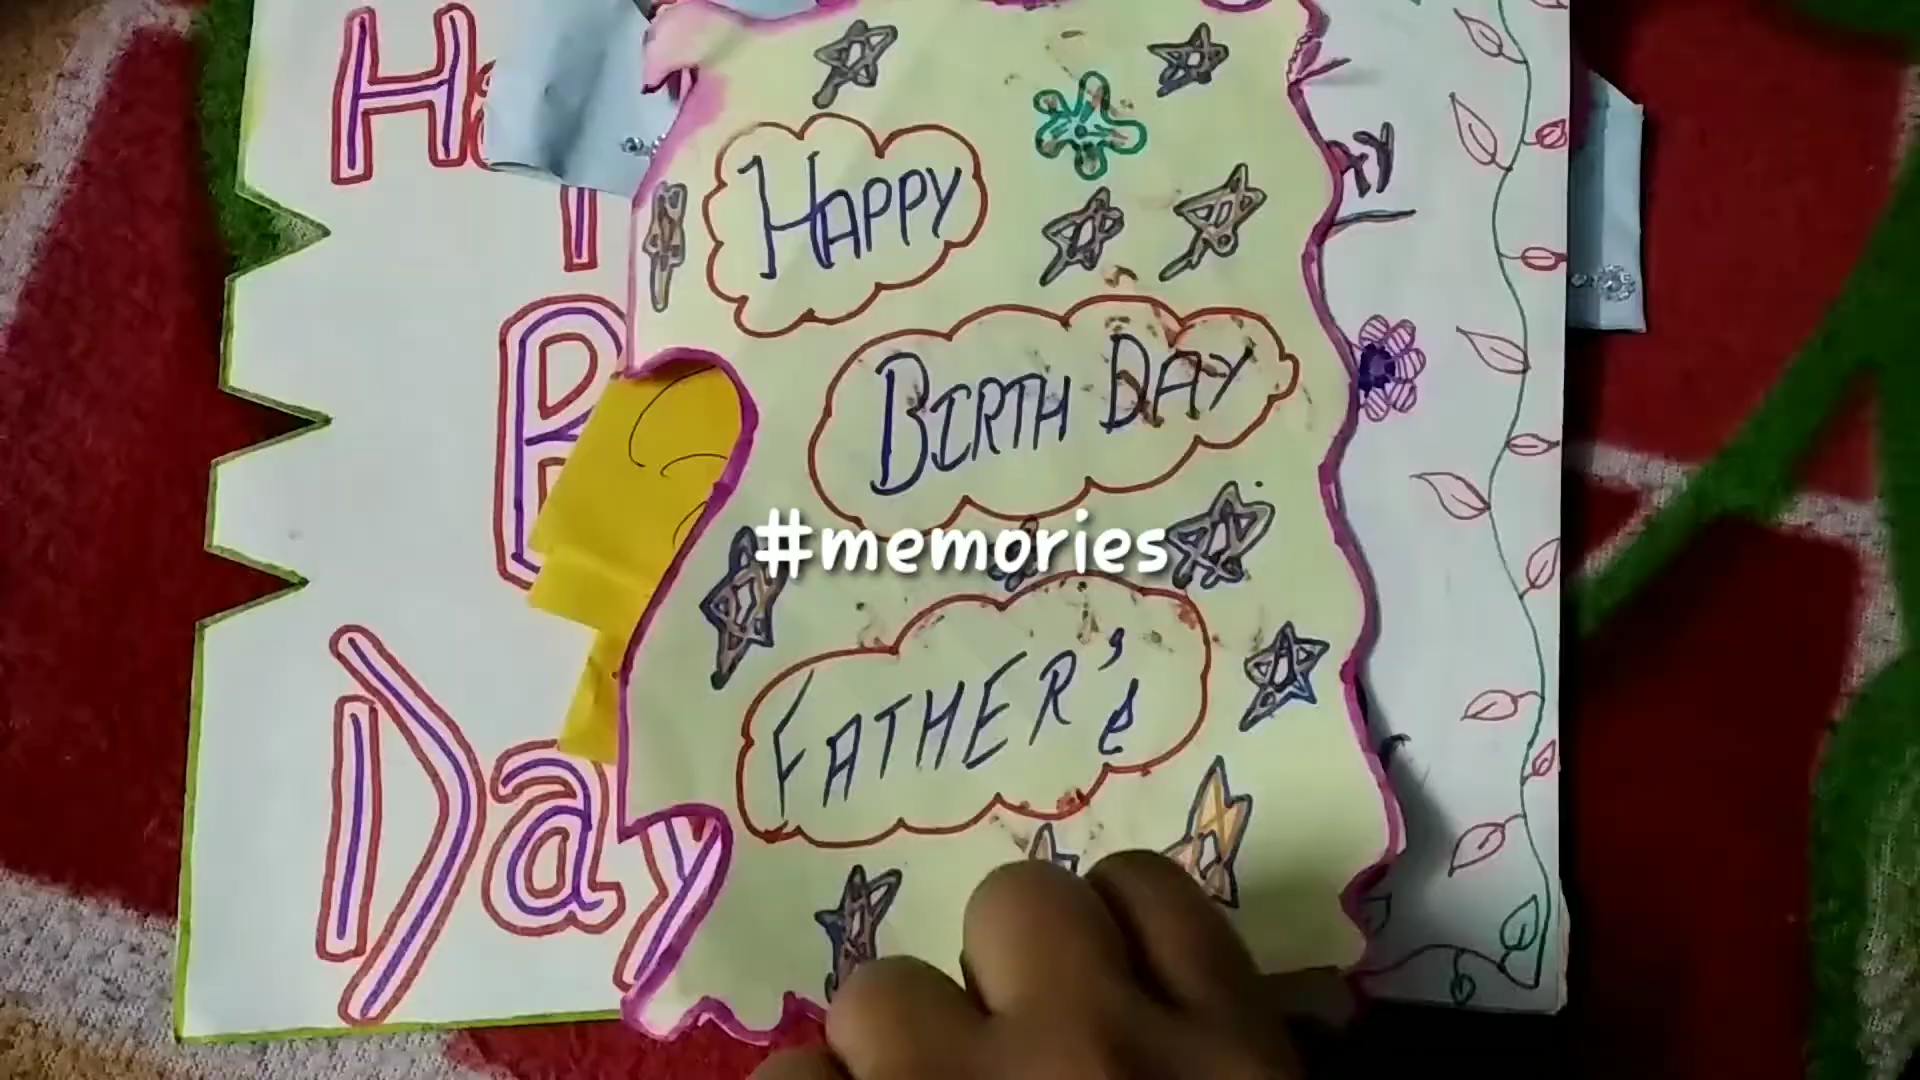 HAPPY
BIRTH DAY
#memories
FATHER's
Day